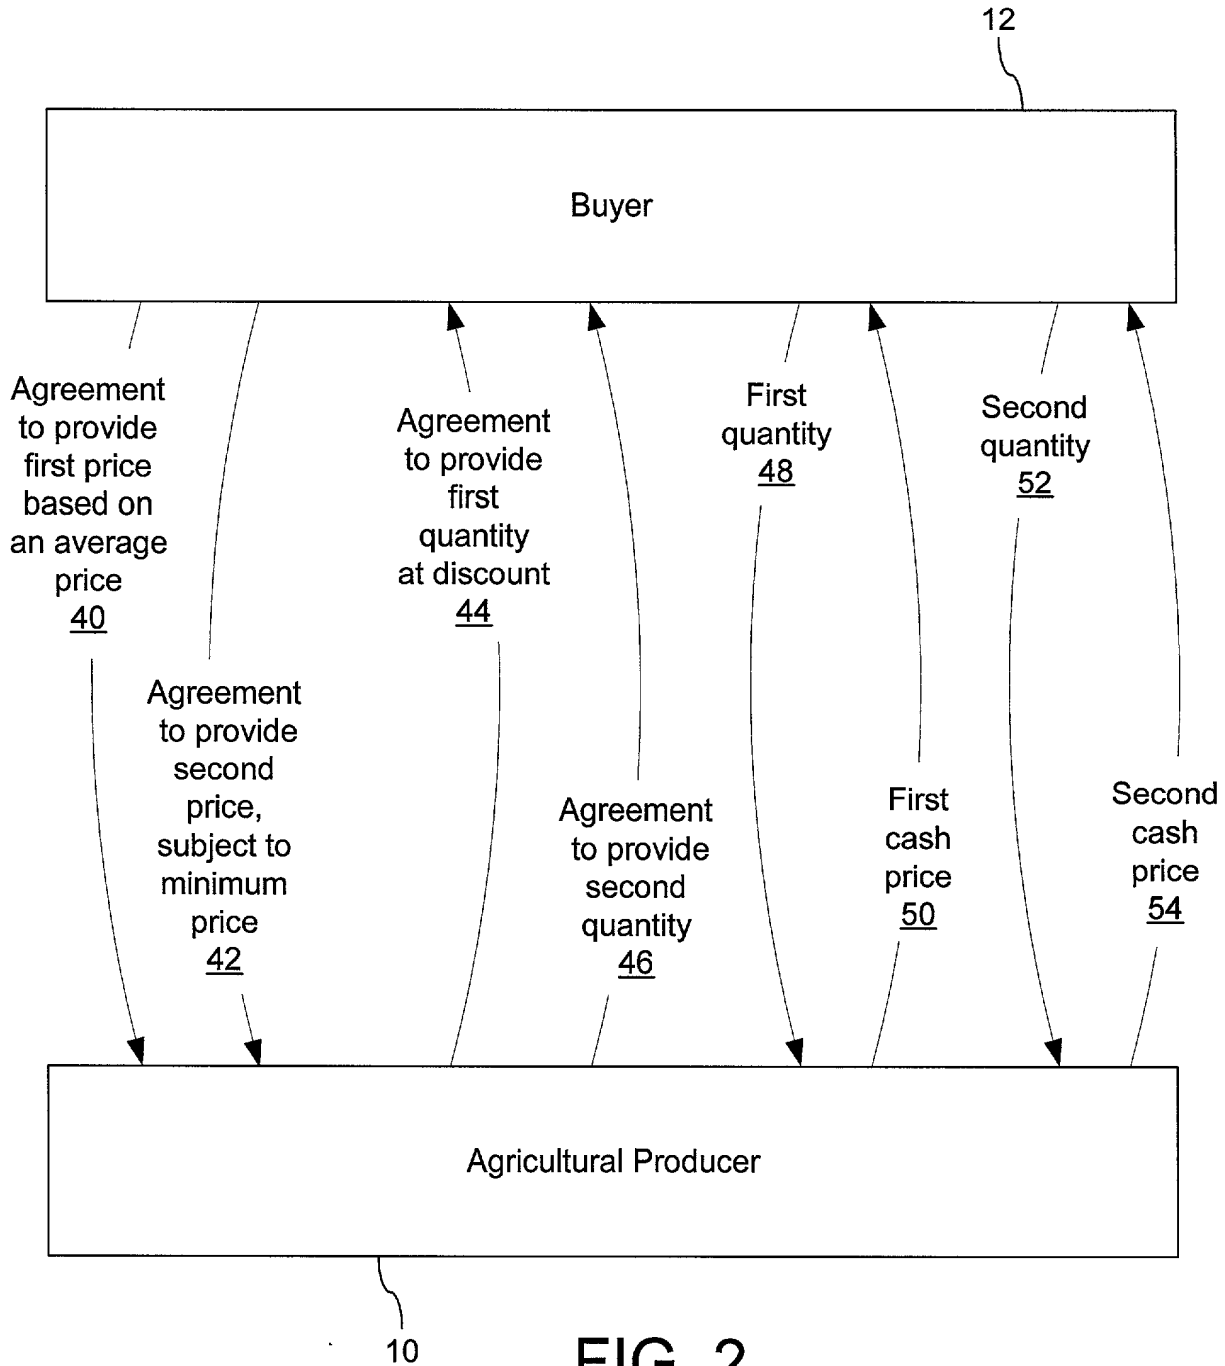 12
Buyer
Agreement
to provide
first price
based on
an average
price
40
Agreement
to provide
second
price,
subject to
minimum
price
42
Agreement
to provide
first
quantity
at discount
44
Agreement
to provide
second
quantity
46
First
quantity
48
First
cash
price
50
Second
quantity
52
Second
cash
price
54
Agricultural Producer
10
FIG. 2